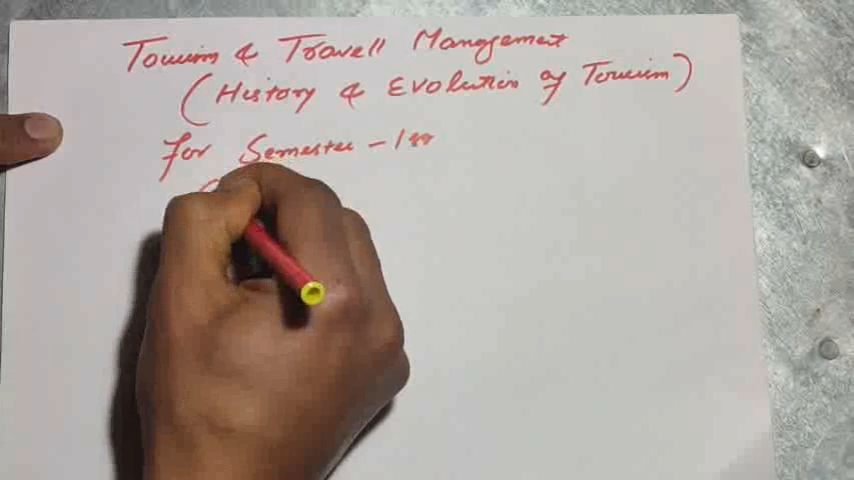 Tourism & Travell Management
(History & Evolution of Tourism)
for Semester - 1st